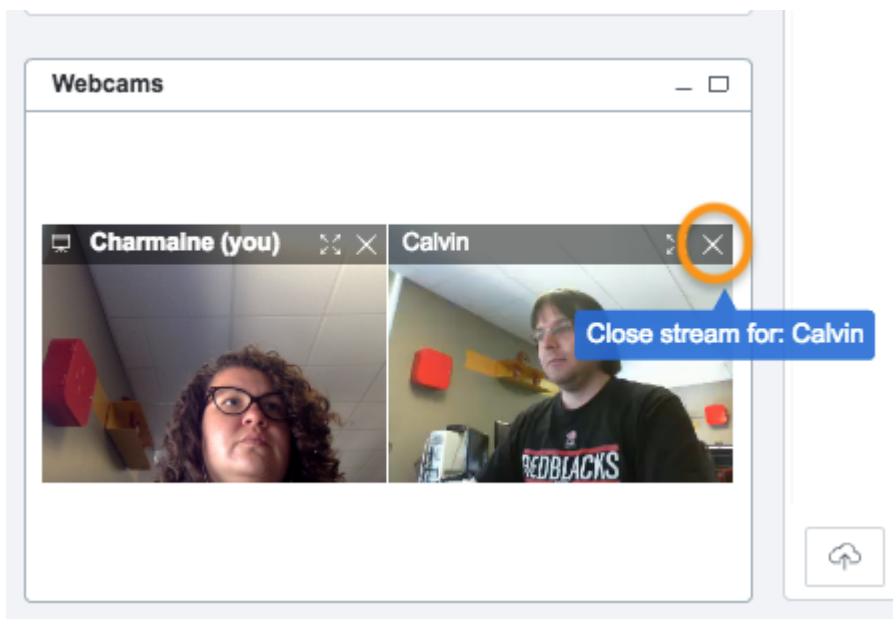 Webcams
Charmaine (you)
Calvin
Close stream for: Calvin
REDBLACKS